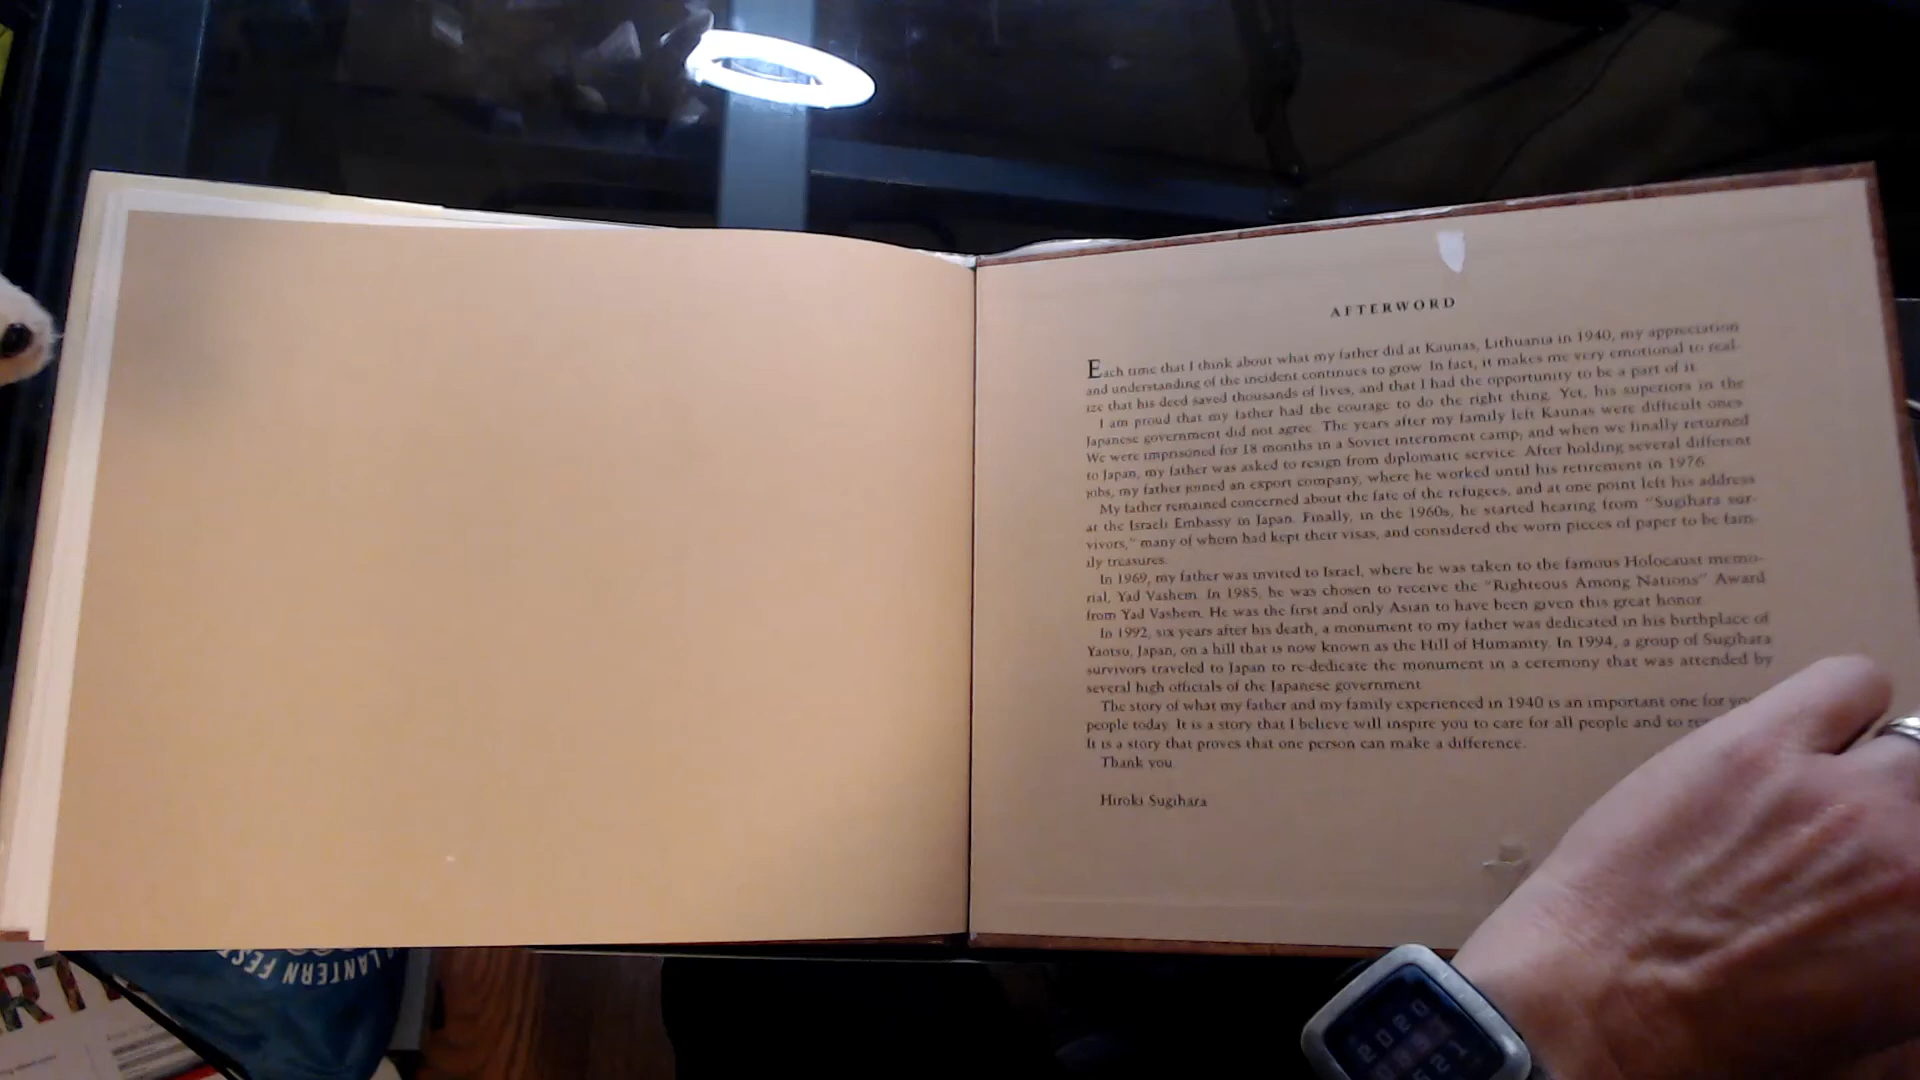 AFTERWORD
Each time that I think about what my father did at Kaunas, Lithuania in 1940, my appreciation
and understanding of the incident continues to grow. In fact, it makes me very emotional to real-
ize that his deed saved thousands of lives, and that I had the opportunity to be a part of it.
I am proud that my father had the courage to do the right thing. Yet, his superiors in the
Japanese government did not agree. The years after my family left Kaunas were difficult ones.
We were imprisoned for 18 months in a Soviet internment camp; and when we finally returned
to Japan, my father was asked to resign from diplomatic service. After holding several different
jobs, my father joined an export company, where he worked until his retirement in 1976.
My father remained concerned about the fate of the refugees, and at one point left his address
at the Israeli Embassy in Japan. Finally, in the 1960s, he started hearing from "Sugihara sur-
vivors," many of whom had kept their visas, and considered the worn pieces of paper to be fam-
ily treasures.
In 1969, my father was invited to Israel, where he was taken to the famous Holocaust memo-
rial, Yad Vashem. In 1985, he was chosen to receive the "Righteous Among Nations" Award
from Yad Vashem. He was the first and only Asian to have been given this great honor.
In 1992, six years after his death, a monument to my father was dedicated in his birthplace of
Yaotsu, Japan, on a hill that is now known as the Hill of Humanity. In 1994, a group of Sugihara
survivors traveled to Japan to re-dedicate the monument in a ceremony that was attended by
several high officials of the Japanese government.
The story of what my father and my family experienced in 1940 is an important one for
people today. It is a story that I believe will inspire you to care for all people and to
It is a story that proves that one person can make a difference.
Thank you.
Hiroki Sugihara
LANTERN FEST
2020